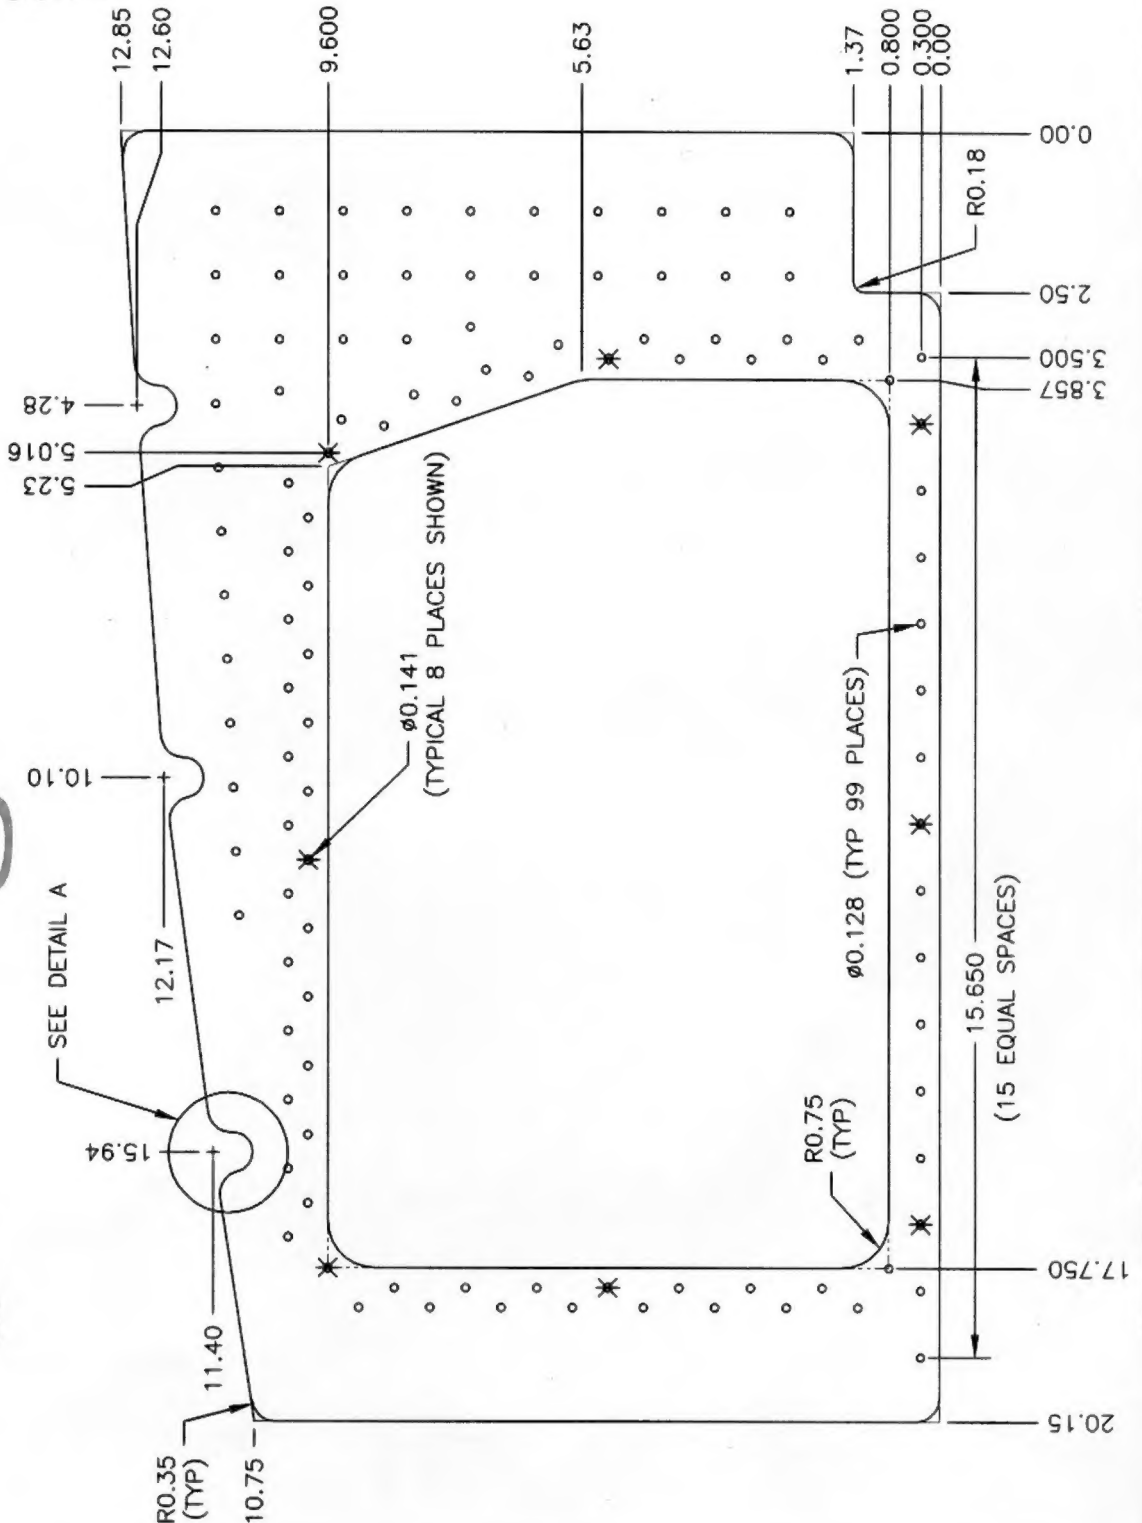 12.85
12.60
9.600
5.63
1.37
0.800
0.300
0.00
0.00
R0.18
2.50
3.500
3.857
4.28
5.016
5.23
Ø0.141
(TYPICAL 8 PLACES SHOWN)
10.10
12.17
SEE DETAIL A
Ø0.128 (TYP 99 PLACES)
15.650
(15 EQUAL SPACES)
15.94
R0.75
(TYP)
17.750
11.40
R0.35
(TYP)
10.75
20.15